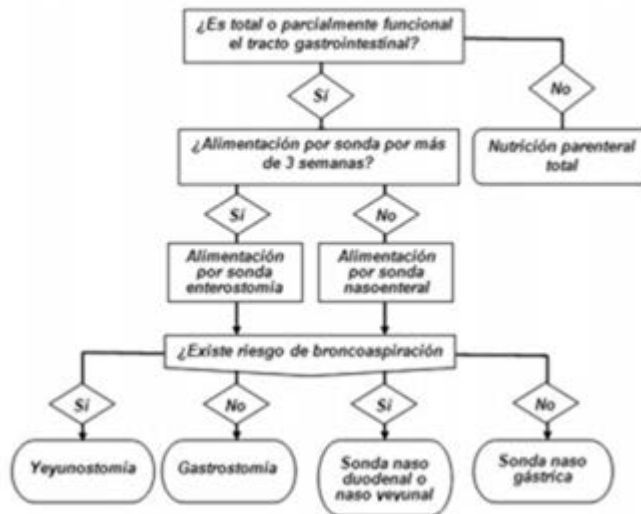 ¿Es total o parcialmente funcional
el tracto gastrointestinal?
Sí
No
¿Alimentación por sonda por más
de 3 semanas?
Nutrición parenteral
total
Sí
No
Alimentación
por sonda
enterostomía
Alimentación
por sonda
nasoenteral
¿Existe riesgo de broncoaspiración
Sí
No
Sí
No
Yeyunostomía
Gastrostomía
Sonda naso
duodenal o
naso yeyunal
Sonda naso
gástrica